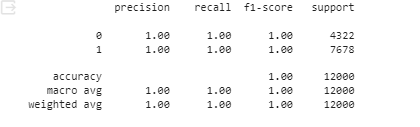 precision recall f1-score support
0 1.00 1.00 1.00 4322
1 1.00 1.00 1.00 7678
accuracy 1.00 12000
macro avg 1.00 1.00 1.00 12000
weighted avg 1.00 1.00 1.00 12000